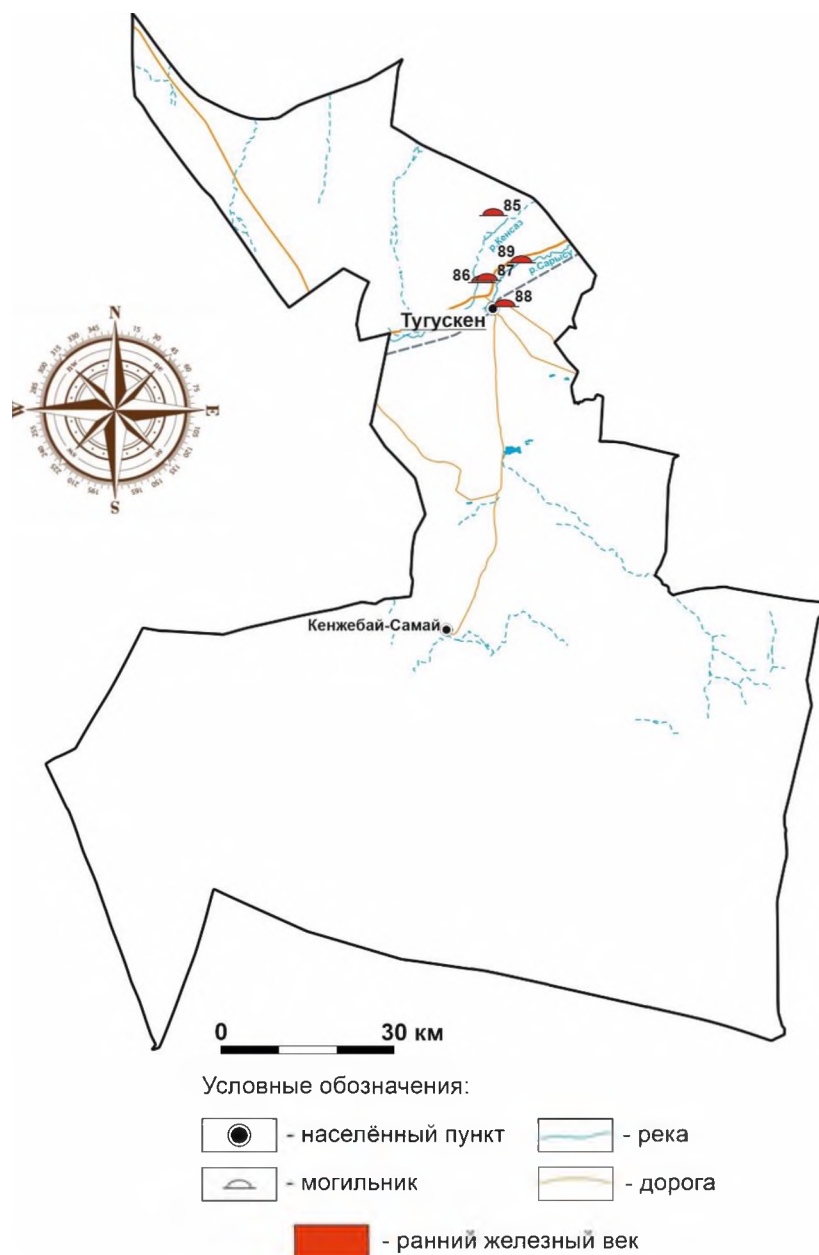 85
р.Кенсаз
89
р.Сарысу
86
87
88
Тугускен
N
W
E
S
Кенжебай-Самай
0
30 км
Условные обозначения:
- населённый пункт
- река
- могильник
- дорога
- ранний железный век